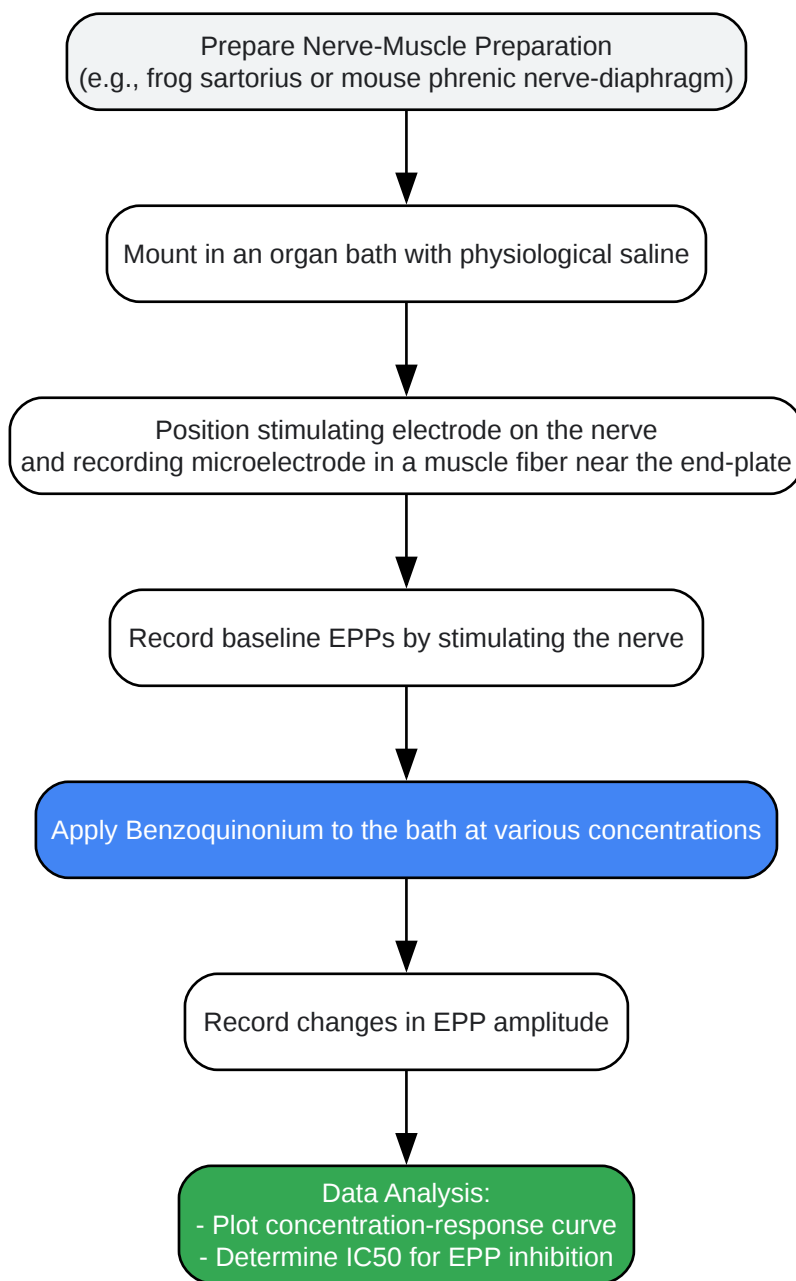 Prepare Nerve-Muscle Preparation
(e.g., frog sartorius or mouse phrenic nerve-diaphragm)
Mount in an organ bath with physiological saline
Position stimulating electrode on the nerve
and recording microelectrode in a muscle fiber near the end-plate
Record baseline EPPs by stimulating the nerve
Apply Benzoquinonium to the bath at various concentrations
Record changes in EPP amplitude
Data Analysis:
- Plot concentration-response curve
- Determine IC50 for EPP inhibition